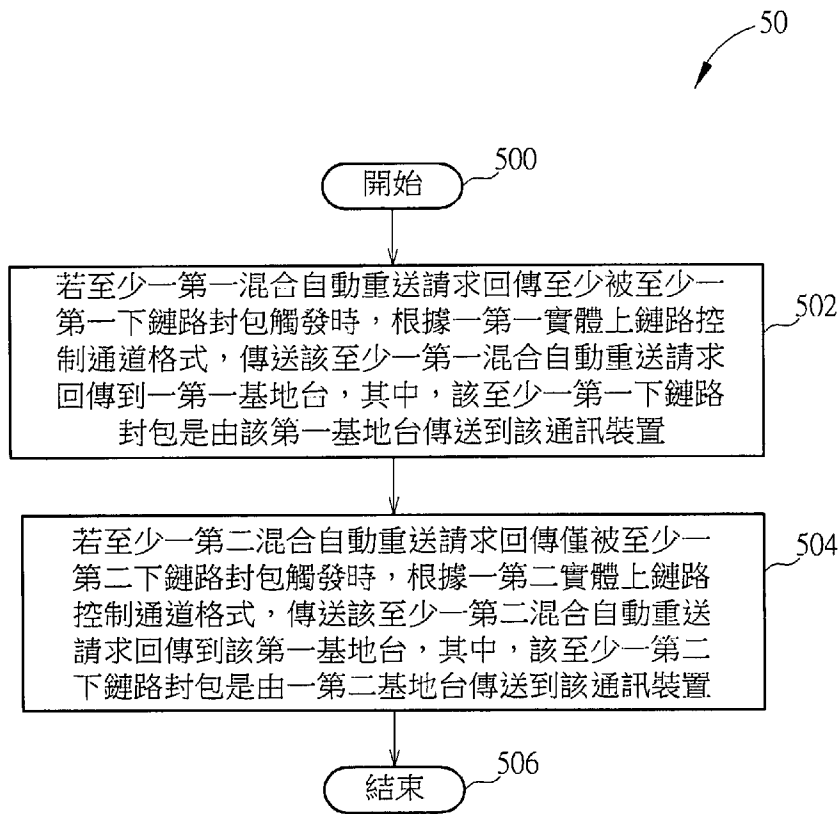 50
開始
500
若至少一第一混合自動重送請求回傳至少被至少一
第一下鏈路封包觸發時,根據一第一實體上鏈路控
制通道格式,傳送該至少一第一混合自動重送請求
回傳到一第一基地台,其中,該至少一第一下鏈路
封包是由該第一基地台傳送到該通訊裝置
502
若至少一第二混合自動重送請求回傳僅被至少一
第二下鏈路封包觸發時,根據一第二實體上鏈路
控制通道格式,傳送該至少一第二混合自動重送
請求回傳到該第一基地台,其中,該至少一第二
下鏈路封包是由一第二基地台傳送到該通訊裝置
504
結束
506